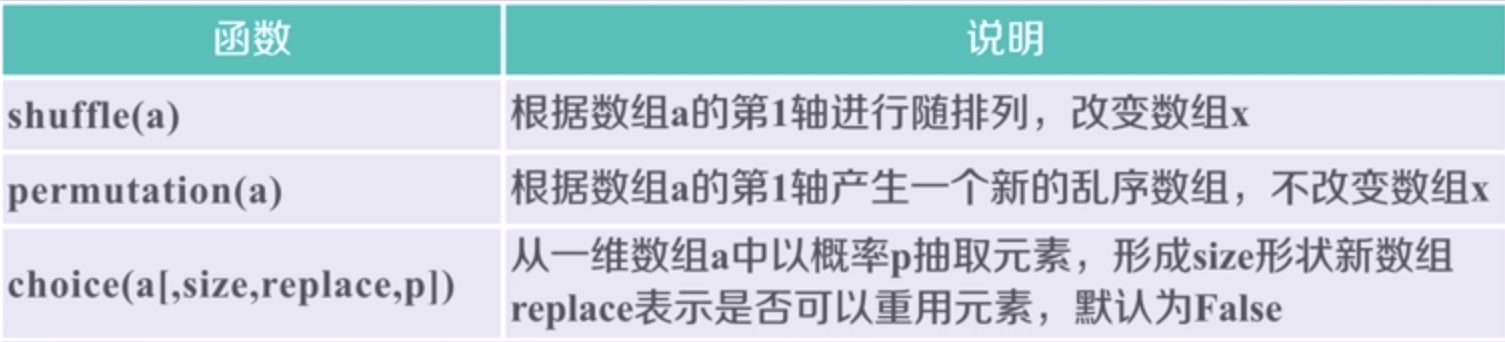 函数 说明
shuffle(a) 根据数组a的第1轴进行随排列，改变数组x
permutation(a) 根据数组a的第1轴产生一个新的乱序数组，不改变数组x
从一维数组a中以概率p抽取元素，形成size形状新数组
choice(a[,size,replace,p])
replace表示是否可以重用元素，默认为False